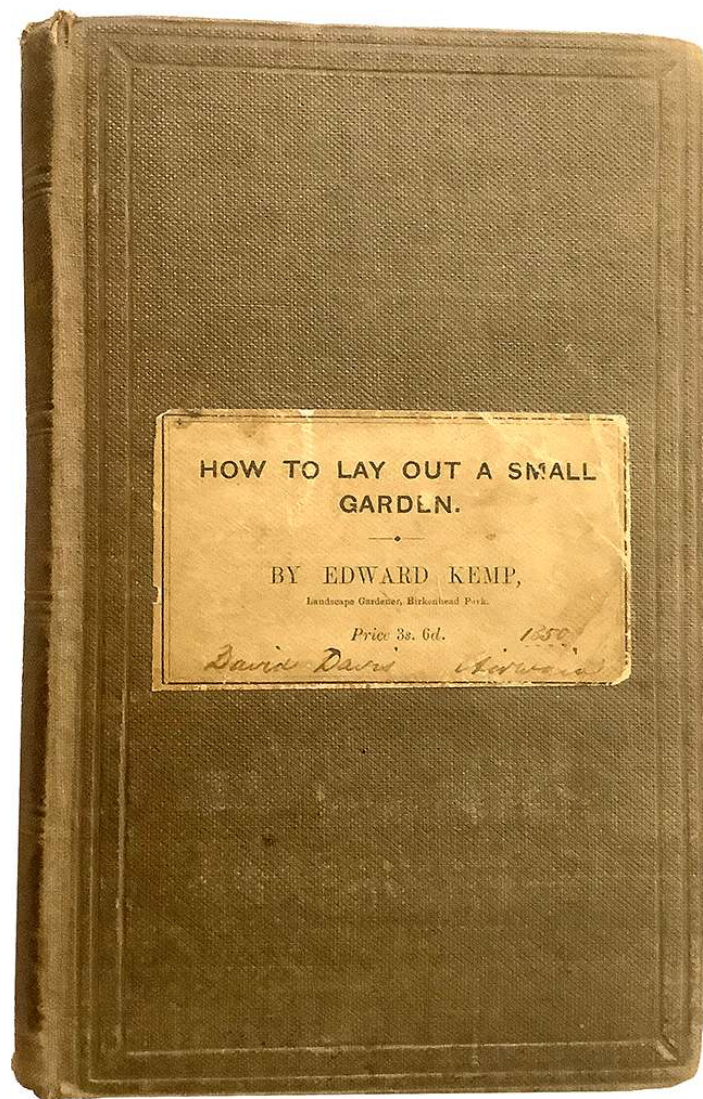 HOW TO LAY OUT A SMALL
GARDEN.
BY EDWARD KEMP,
Landscape Gardener, Birkenhead Park.
Price 3s. 6d. 1850
David Davis